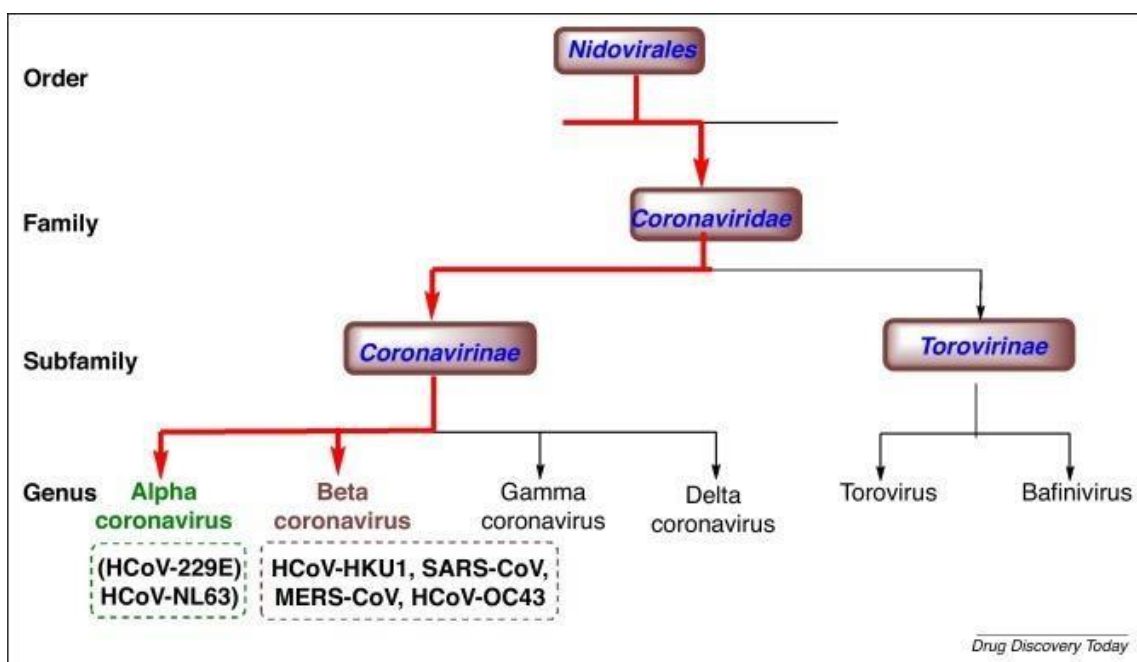 Order
Nidovirales
Family
Coronaviridae
Subfamily
Coronavirinae
Torovirinae
Genus
Alpha
coronavirus
Beta
coronavirus
Gamma
coronavirus
Delta
coronavirus
Torovirus
Bafinivirus
(HCoV-229E)
HCoV-NL63)
HCoV-HKU1, SARS-CoV,
MERS-CoV, HCoV-OC43
Drug Discovery Today